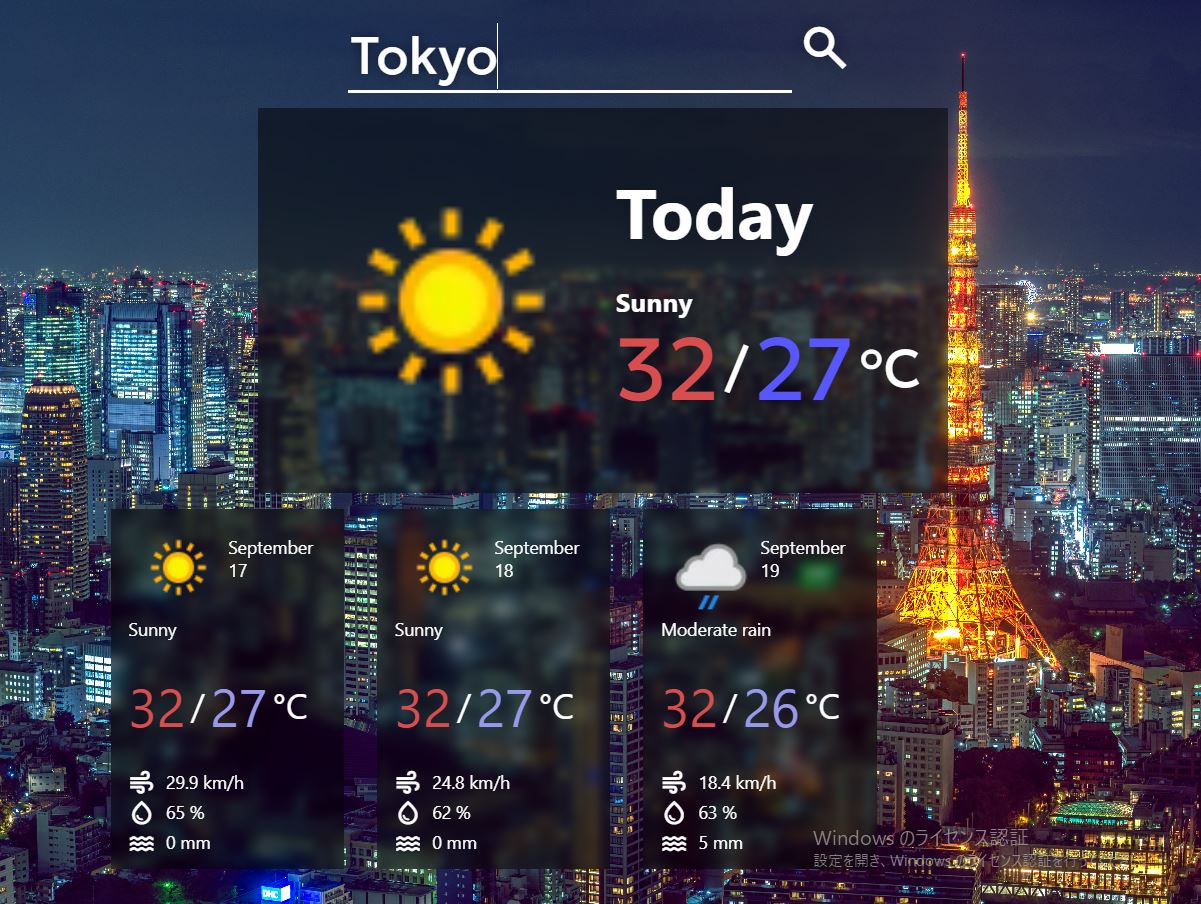 Tokyo
Today
Sunny
32/27 °C
September
17
Sunny
32/27 °C
29.9 km/h
65 %
0 mm
September
18
Sunny
32/27 °C
24.8 km/h
62 %
0 mm
September
19
Moderate rain
32/26 °C
18.4 km/h
63 %
5 mm
Windows のライセンス認証
設定を開き、Windows のライセンス認証を行
DHC